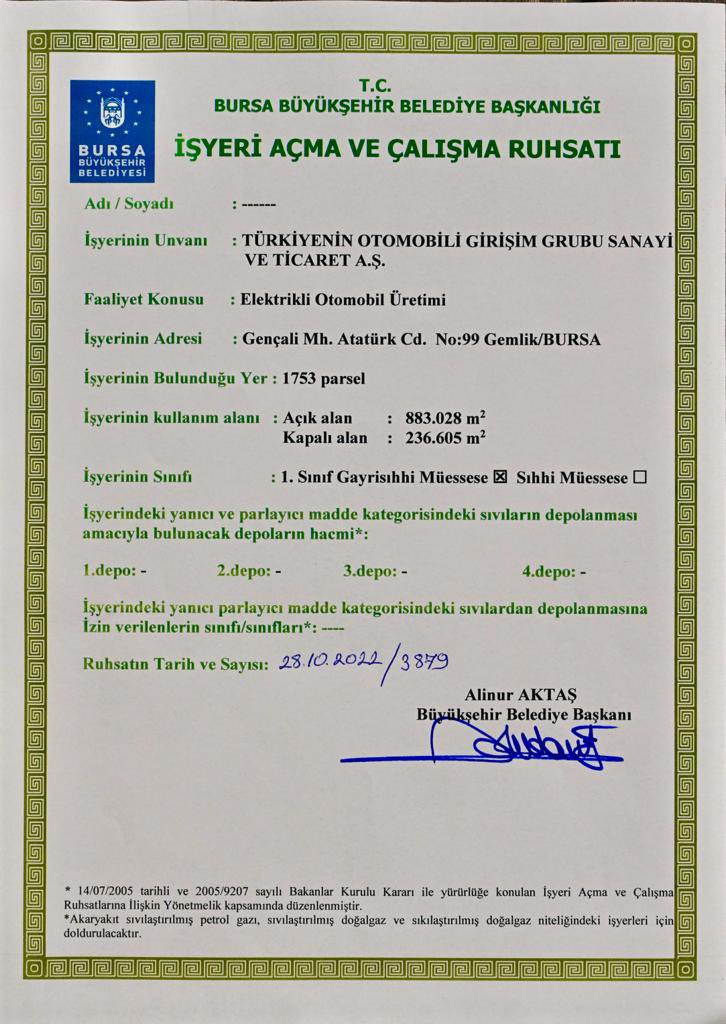 T.C.
BURSA BÜYÜKŞEHİR BELEDİYE BAŞKANLIĞI
BURSA
BÜYÜKŞEHİR
BELEDİYESİ
İŞYERİ AÇMA VE ÇALIŞMA RUHSATI
Adı / Soyadı : ------
İşyerinin Unvanı : TÜRKİYENİN OTOMOBİLİ GİRİŞİM GRUBU SANAYİ
VE TİCARET A.Ş.
Faaliyet Konusu : Elektrikli Otomobil Üretimi
İşyerinin Adresi : Gençali Mh. Atatürk Cd. No:99 Gemlik/BURSA
İşyerinin Bulunduğu Yer : 1753 parsel
İşyerinin kullanım alanı : Açık alan : 883.028 m²
Kapalı alan : 236.605 m²
İşyerinin Sınıfı : 1. Sınıf Gayrisıhhi Müessese ☒ Sıhhi Müessese ☐
İşyerindeki yanıcı ve parlayıcı madde kategorisindeki sıvıların depolanması
amacıyla bulunacak depoların hacmi*:
1.depo: - 2.depo: - 3.depo: - 4.depo: -
İşyerindeki yanıcı parlayıcı madde kategorisindeki sıvılardan depolanmasına
İzin verilenlerin sınıfı/sınıfları*: ----
Ruhsatın Tarih ve Sayısı: 28.10.2022/3879
Alinur AKTAŞ
Büyükşehir Belediye Başkanı
* 14/07/2005 tarihli ve 2005/9207 sayılı Bakanlar Kurulu Kararı ile yürürlüğe konulan İşyeri Açma ve Çalışma
Ruhsatlarına İlişkin Yönetmelik kapsamında düzenlenmiştir.
*Akaryakıt sıvılaştırılmış petrol gazı, sıvılaştırılmış doğalgaz ve sıkılaştırılmış doğalgaz niteliğindeki işyerleri için
doldurulacaktır.